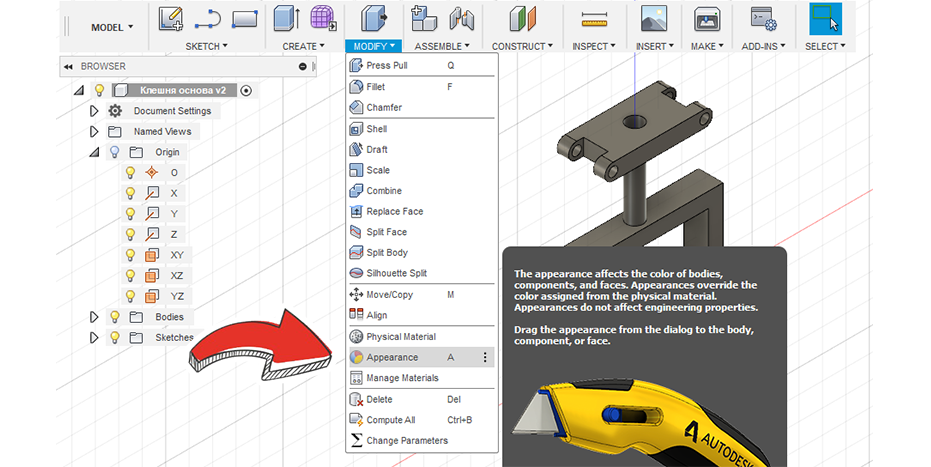 MODEL ▾
SKETCH ▾
CREATE ▾
MODIFY ▾
ASSEMBLE ▾
CONSTRUCT ▾
INSPECT ▾
INSERT ▾
MAKE ▾
ADD-INS ▾
SELECT ▾
BROWSER
Клешня основа v2
Document Settings
Named Views
Origin
O
X
Y
Z
XY
XZ
YZ
Bodies
Sketches
Press Pull Q
Fillet F
Chamfer
Shell
Draft
Scale
Combine
Replace Face
Split Face
Split Body
Silhouette Split
Move/Copy M
Align
Physical Material
Appearance A
Manage Materials
Delete Del
Compute All Ctrl+B
Change Parameters
The appearance affects the color of bodies,
components, and faces. Appearances override the
color assigned from the physical material.
Appearances do not affect engineering properties.
Drag the appearance from the dialog to the body,
component, or face.
AUTODESK